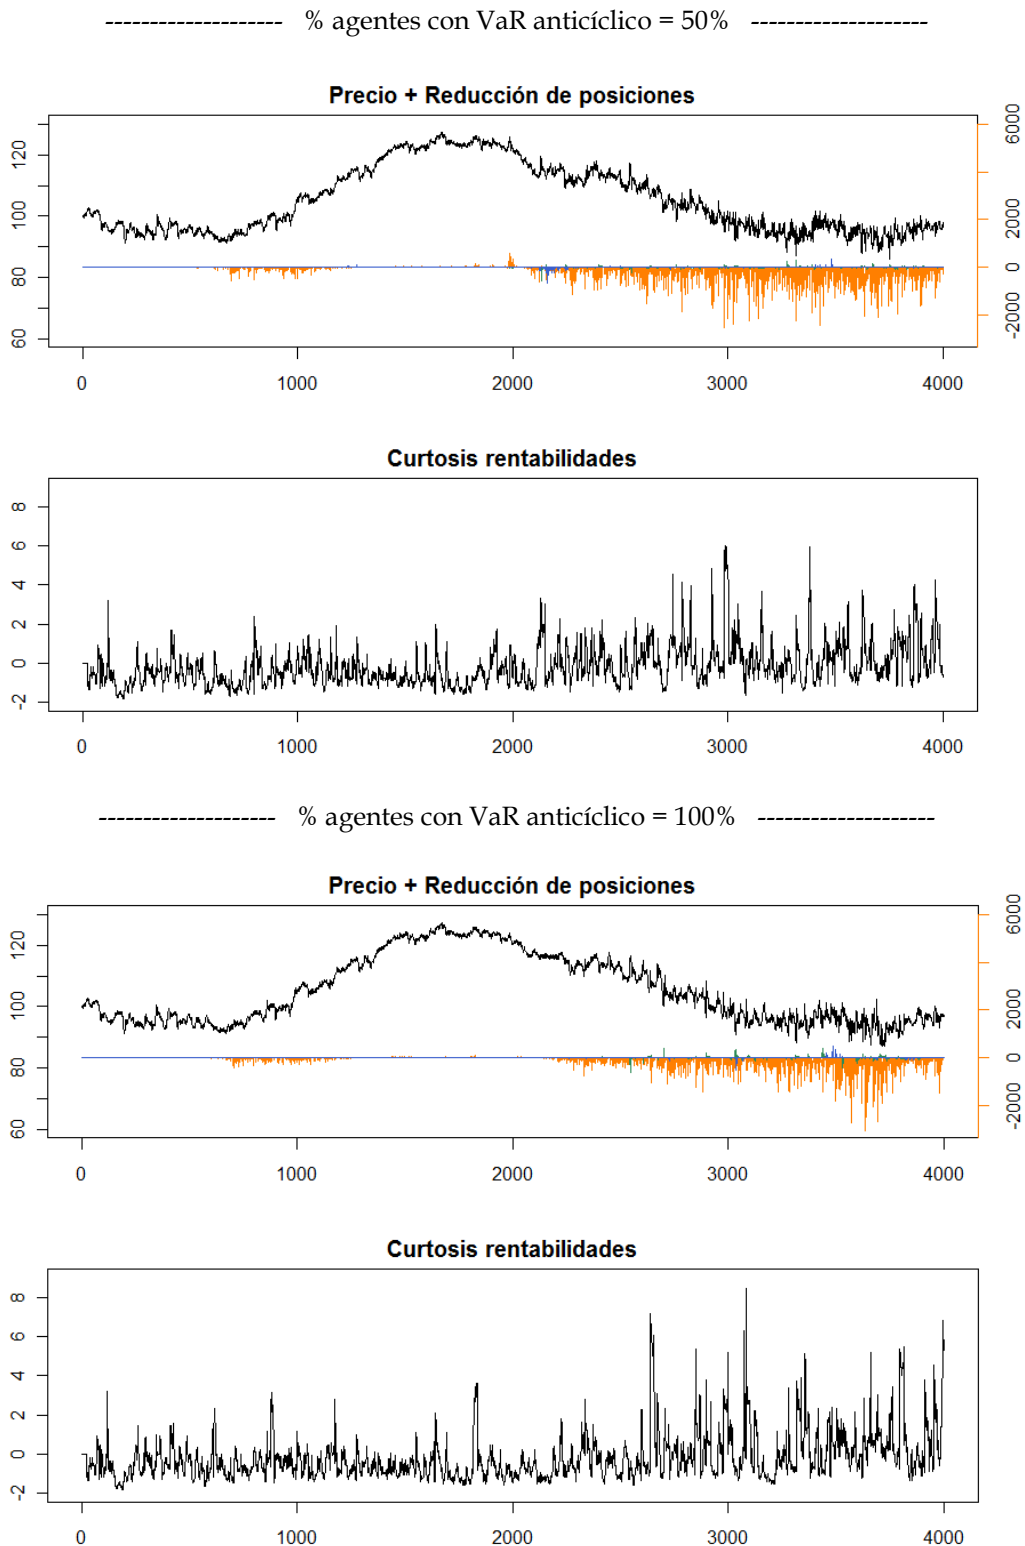 -------------------- % agentes con VaR anticíclico = 50% --------------------
Precio + Reducción de posiciones
120
100
80
60
6000
2000
0
-2000
0 1000 2000 3000 4000
Curtosis rentabilidades
8
6
4
2
0
-2
0 1000 2000 3000 4000
-------------------- % agentes con VaR anticíclico = 100% --------------------
Precio + Reducción de posiciones
120
100
80
60
6000
2000
0
-2000
0 1000 2000 3000 4000
Curtosis rentabilidades
8
6
4
2
0
-2
0 1000 2000 3000 4000